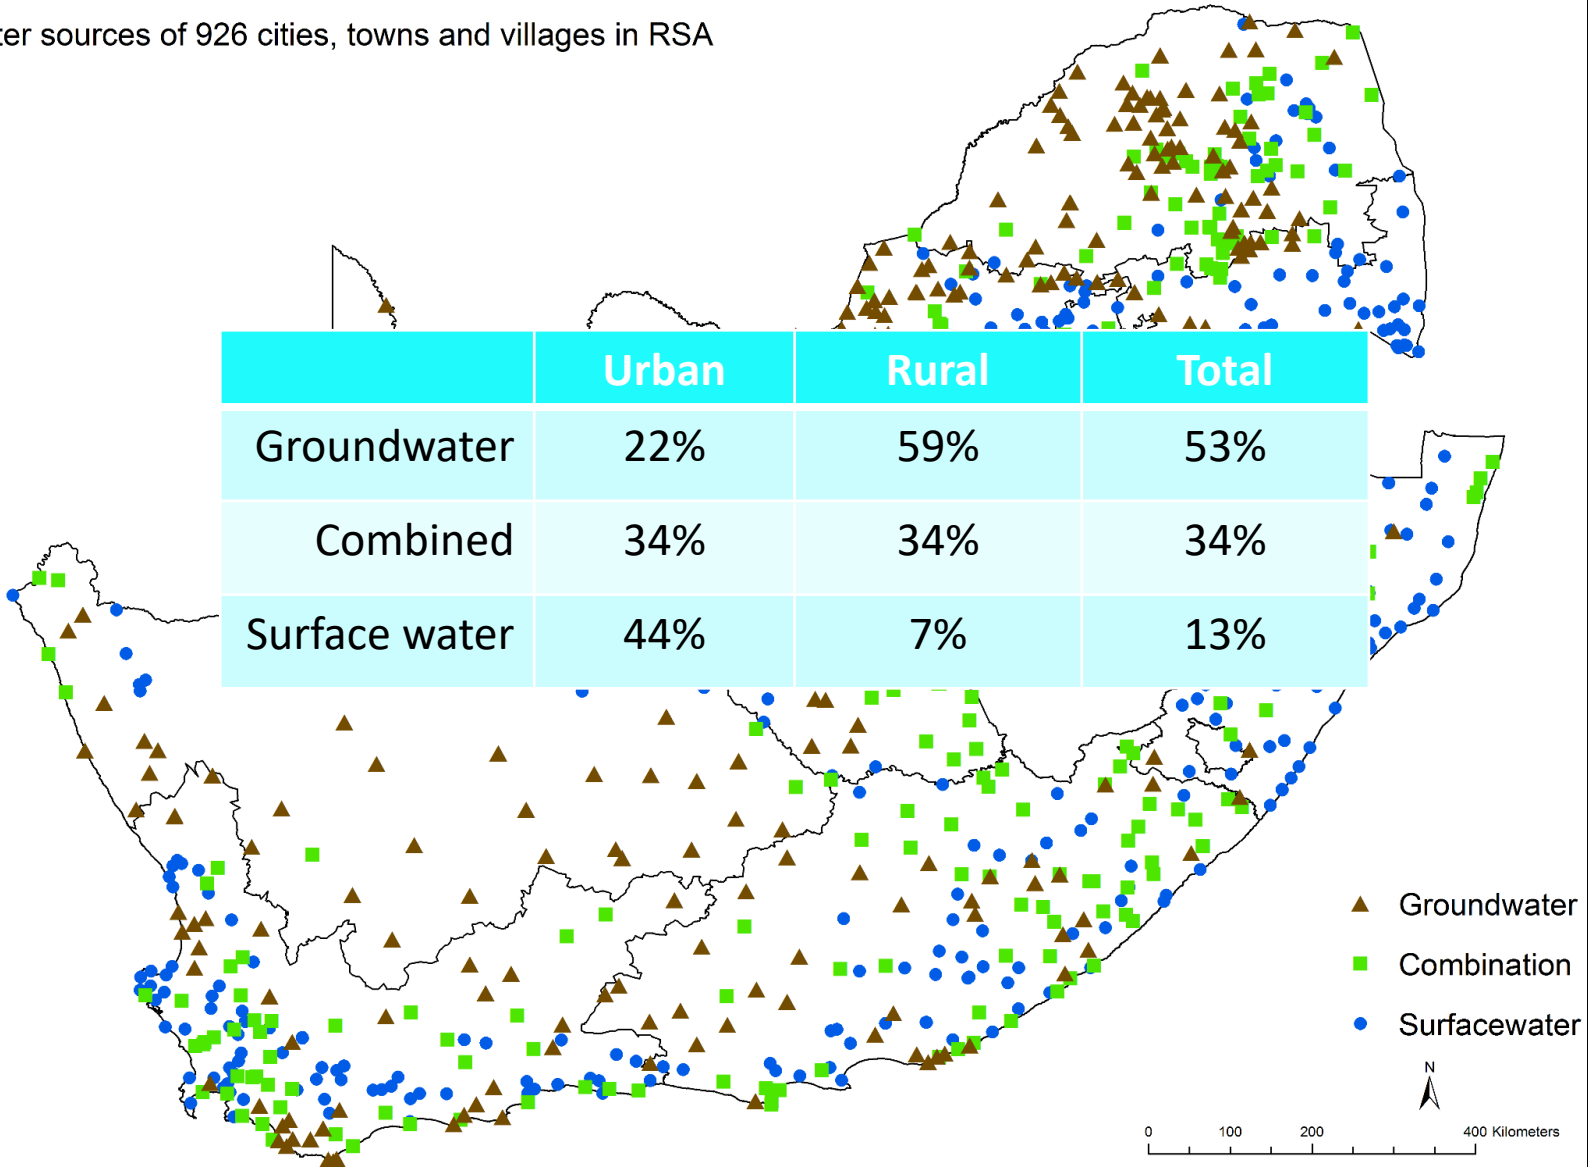 ter sources of 926 cities, towns and villages in RSA
Urban Rural Total
Groundwater 22% 59% 53%
Combined 34% 34% 34%
Surface water 44% 7% 13%
Groundwater
Combination
Surfacewater
N
0 100 200 400 Kilometers